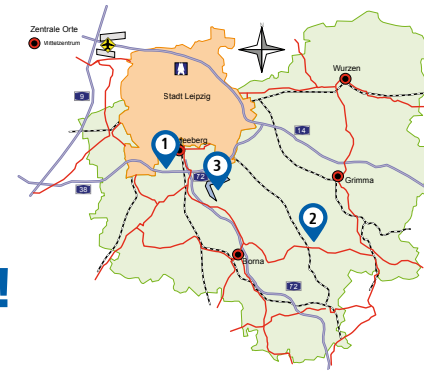 Zentrale Orte
Mittelzentrum
Wurzen
9
Stadt Leipzig
14
1
eeberg
72
3
38
Grimma
2
Borna
72
!